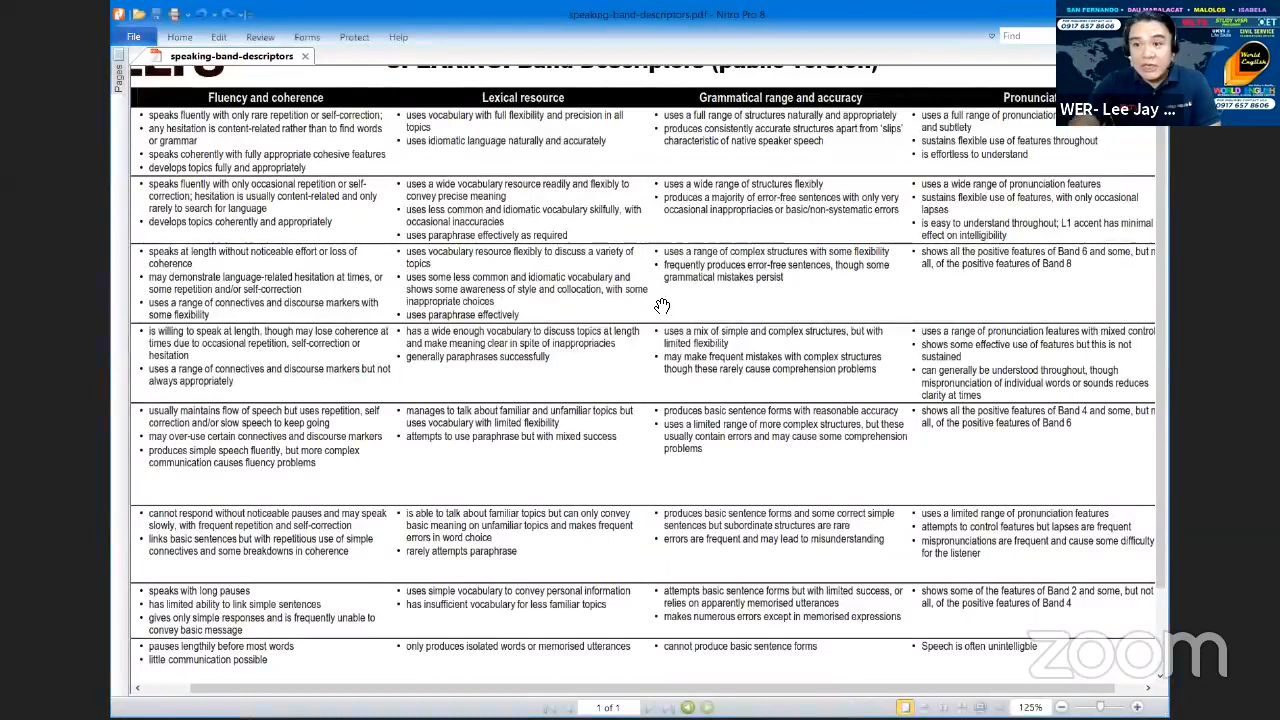 speaking-band-descriptors.pdf - Nitro Pro 8
File Home Edit Review Forms Protect Help
Find
SAN FERNANDO • DAU MABALACAT • MALOLOS • ISABELA
0917 657 8606
IELTS
STUDY VISA
PROGRAM
OET
UKVI
Life Skills
CIVIL SERVICE
World
English
WORLD ENGLISH
0917 657 8606
WER- Lee Jay ...
Pages
speaking-band-descriptors
SPEAKING: Band Descriptors (public version)
Fluency and coherence
Lexical resource
Grammatical range and accuracy
• speaks fluently with only rare repetition or self-correction;
• any hesitation is content-related rather than to find words
or grammar
• speaks coherently with fully appropriate cohesive features
• develops topics fully and appropriately
• uses vocabulary with full flexibility and precision in all
topics
• uses idiomatic language naturally and accurately
• uses a full range of structures naturally and appropriately
• produces consistently accurate structures apart from 'slips'
characteristic of native speaker speech
• uses a full range of
and subtlety
• sustains flexible use of features throughout
• is effortless to understand
• speaks fluently with only occasional repetition or self-
correction; hesitation is usually content-related and only
rarely to search for language
• develops topics coherently and appropriately
• uses a wide vocabulary resource readily and flexibly to
convey precise meaning
• uses less common and idiomatic vocabulary skilfully, with
occasional inaccuracies
• uses paraphrase effectively as required
• uses a wide range of structures flexibly
• produces a majority of error-free sentences with only very
occasional inappropriacies or basic/non-systematic errors
• uses a wide range of pronunciation features
• sustains flexible use of features, with only occasional
lapses
• is easy to understand throughout; L1 accent has minimal
effect on intelligibility
• speaks at length without noticeable effort or loss of
coherence
• may demonstrate language-related hesitation at times, or
some repetition and/or self-correction
• uses a range of connectives and discourse markers with
some flexibility
• uses vocabulary resource flexibly to discuss a variety of
topics
• uses some less common and idiomatic vocabulary and
shows some awareness of style and collocation, with some
inappropriate choices
• uses paraphrase effectively
• uses a range of complex structures with some flexibility
• frequently produces error-free sentences, though some
grammatical mistakes persist
• shows all the positive features of Band 6 and some, but n
all, of the positive features of Band 8
• is willing to speak at length, though may lose coherence at
times due to occasional repetition, self-correction or
hesitation
• uses a range of connectives and discourse markers but not
always appropriately
• has a wide enough vocabulary to discuss topics at length
and make meaning clear in spite of inappropriacies
• generally paraphrases successfully
• uses a mix of simple and complex structures, but with
limited flexibility
• may make frequent mistakes with complex structures
though these rarely cause comprehension problems
• uses a range of pronunciation features with mixed control
• shows some effective use of features but this is not
sustained
• can generally be understood throughout, though
mispronunciation of individual words or sounds reduces
clarity at times
• usually maintains flow of speech but uses repetition, self
correction and/or slow speech to keep going
• may over-use certain connectives and discourse markers
• produces simple speech fluently, but more complex
communication causes fluency problems
• manages to talk about familiar and unfamiliar topics but
uses vocabulary with limited flexibility
• attempts to use paraphrase but with mixed success
• produces basic sentence forms with reasonable accuracy
• uses a limited range of more complex structures, but these
usually contain errors and may cause some comprehension
problems
• shows all the positive features of Band 4 and some, but n
all, of the positive features of Band 6
• cannot respond without noticeable pauses and may speak
slowly, with frequent repetition and self-correction
• links basic sentences but with repetitious use of simple
connectives and some breakdowns in coherence
• is able to talk about familiar topics but can only convey
basic meaning on unfamiliar topics and makes frequent
errors in word choice
• rarely attempts paraphrase
• produces basic sentence forms and some correct simple
sentences but subordinate structures are rare
• errors are frequent and may lead to misunderstanding
• uses a limited range of pronunciation features
• attempts to control features but lapses are frequent
• mispronunciations are frequent and cause some difficulty
for the listener
• speaks with long pauses
• has limited ability to link simple sentences
• gives only simple responses and is frequently unable to
convey basic message
• uses simple vocabulary to convey personal information
• has insufficient vocabulary for less familiar topics
• attempts basic sentence forms but with limited success, or
relies on apparently memorised utterances
• makes numerous errors except in memorised expressions
• shows some of the features of Band 2 and some, but not
all, of the positive features of Band 4
• pauses lengthily before most words
• little communication possible
• only produces isolated words or memorised utterances
• cannot produce basic sentence forms
• Speech is often unintelligble
zoom
1 of 1
125%